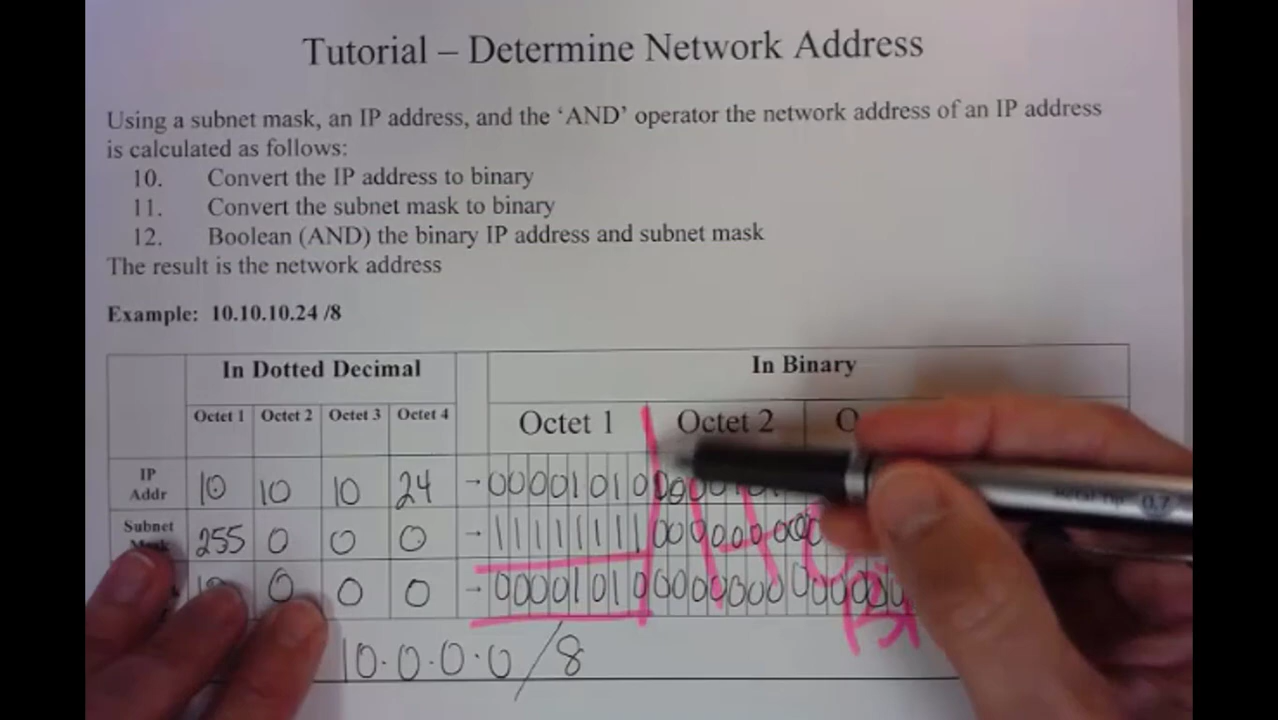 Tutorial – Determine Network Address
Using a subnet mask, an IP address, and the ‘AND’ operator the network address of an IP address
is calculated as follows:
10. Convert the IP address to binary
11. Convert the subnet mask to binary
12. Boolean (AND) the binary IP address and subnet mask
The result is the network address
Example: 10.10.10.24 /8
In Dotted Decimal In Binary
Octet 1 Octet 2 Octet 3 Octet 4 Octet 1 Octet 2
IP
Addr 10 10 10 24 → 00001010
Subnet
255 0 0 0 → 11111111
0 0 0 → 00001010
10.0.0.0/8